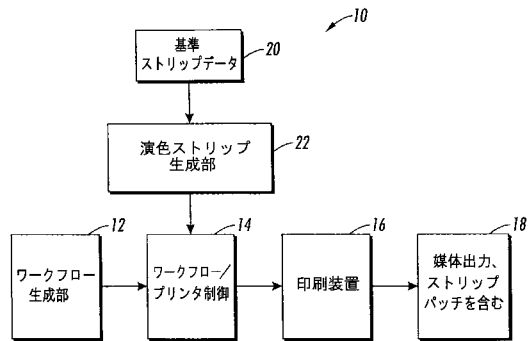 10
基準
ストリップデータ
20
演色ストリップ
生成部
22
12
14
16
18
ワークフロー
生成部
ワークフロー/
プリンタ制御
印刷装置
媒体出力、
ストリップ
パッチを含む